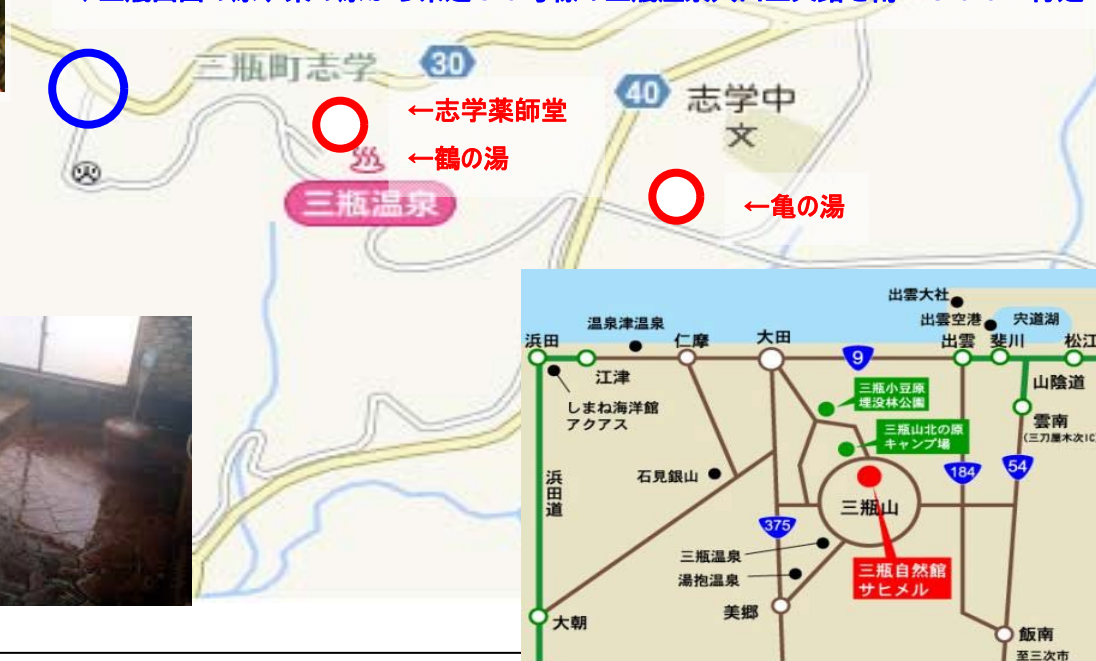 三瓶町志学
30
←志学薬師堂
←鶴の湯
三瓶温泉
40
志学中
文
←亀の湯
出雲大社
出雲空港
宍道湖
温泉津温泉
浜田
仁摩
大田
9
出雲
斐川
松江
江津
山陰道
しまね海洋館
アクアス
三瓶小豆原
埋没林公園
雲南
(三刀屋木次IC)
三瓶山北の原
キャンプ場
石見銀山
184
54
浜田道
三瓶山
375
三瓶温泉
湯抱温泉
三瓶自然館
サヒメル
美郷
大朝
飯南
至三次市